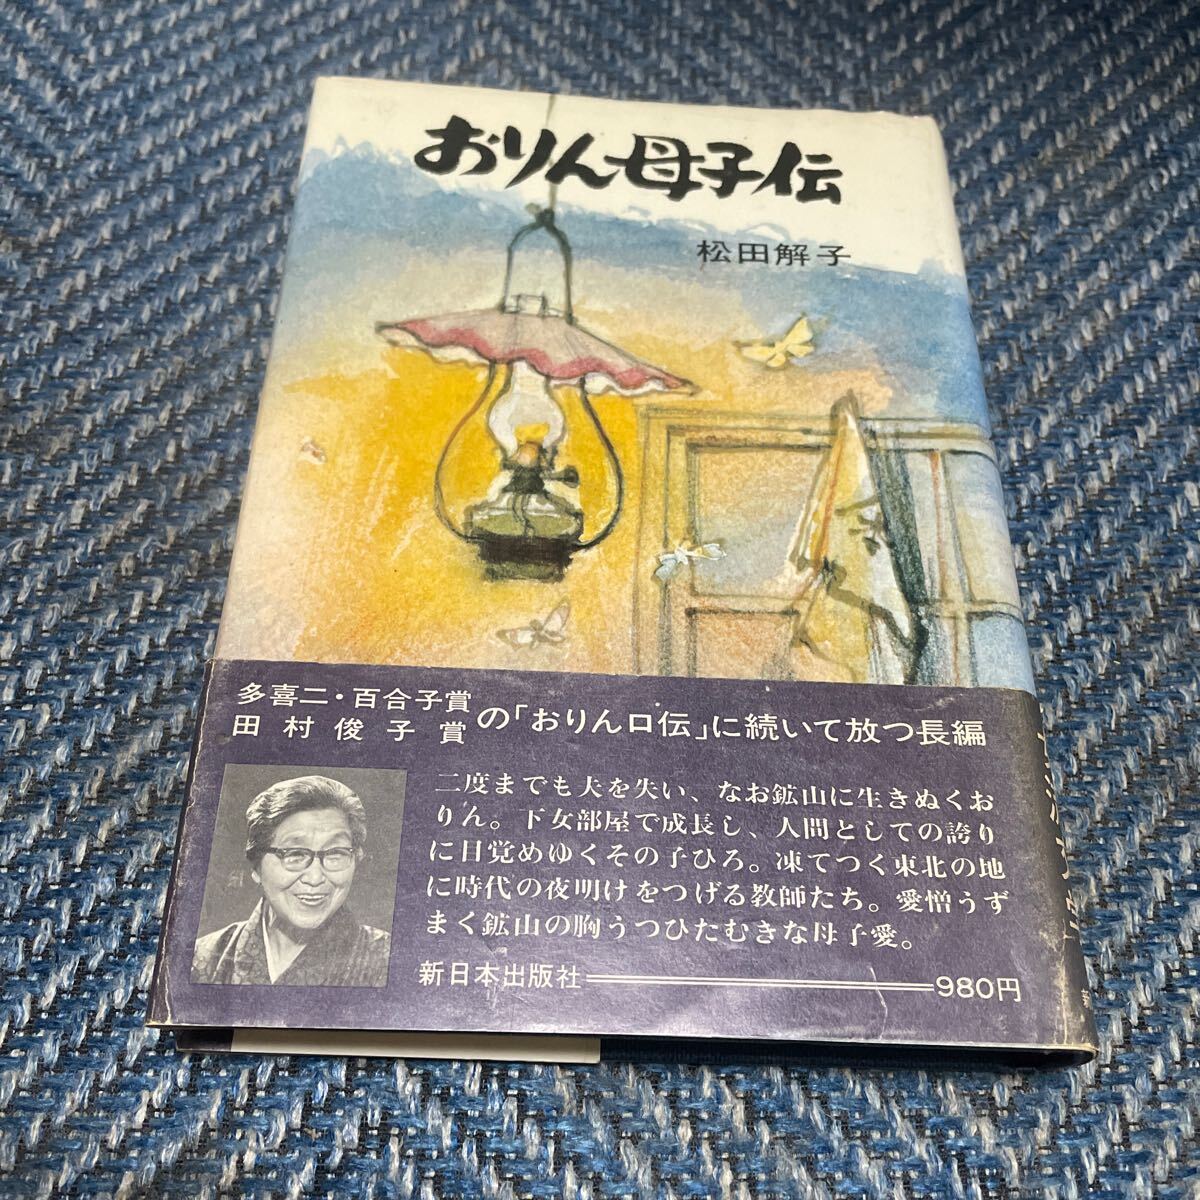 おりん母子伝
松田解子
多喜二・百合子賞
田村俊子賞
の「おりん口伝」に続いて放つ長編
二度までも夫を失い、なお鉱山に生きぬくお
りん。下女部屋で成長し、人間としての誇り
に目覚めゆくその子ひろ。凍てつく東北の地
に時代の夜明けをつげる教師たち。愛憎うず
まく鉱山の胸うつひたむきな母子愛。
新日本出版社
980円